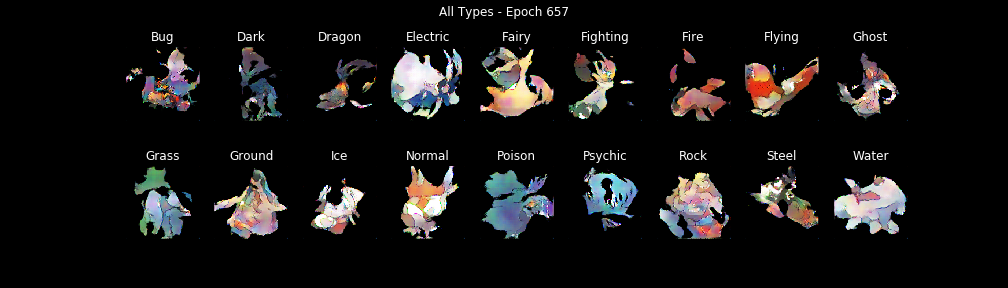 All Types - Epoch 657
Bug Dark Dragon Electric Fairy Fighting Fire Flying Ghost
Grass Ground Ice Normal Poison Psychic Rock Steel Water